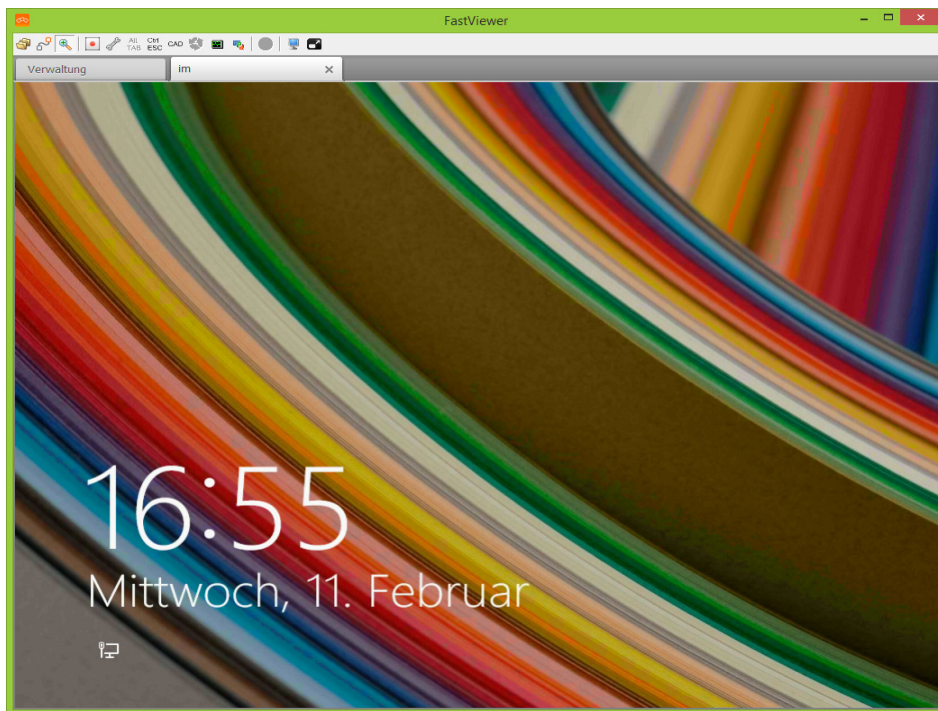 FastViewer
Alt TAB Ctrl ESC CAD
Verwaltung im
16:55
Mittwoch, 11. Februar